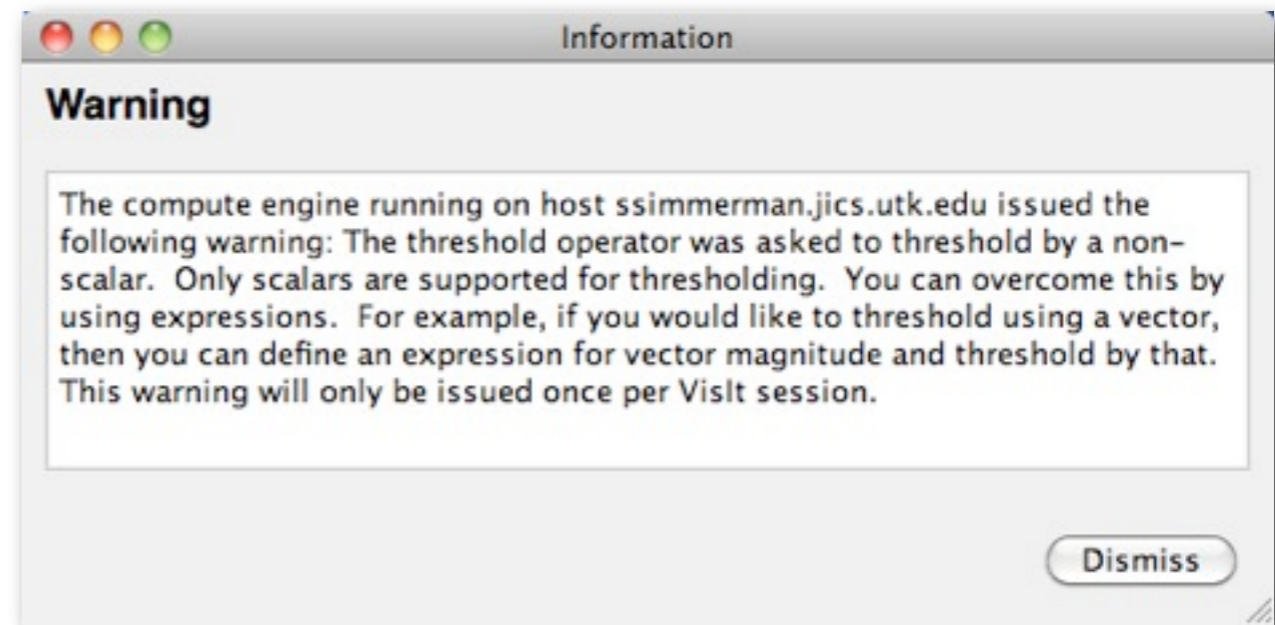 Information
Warning
The compute engine running on host ssimmerman.jics.utk.edu issued the
following warning: The threshold operator was asked to threshold by a non-
scalar.  Only scalars are supported for thresholding.  You can overcome this by
using expressions.  For example, if you would like to threshold using a vector,
then you can define an expression for vector magnitude and threshold by that.
This warning will only be issued once per VisIt session.
Dismiss